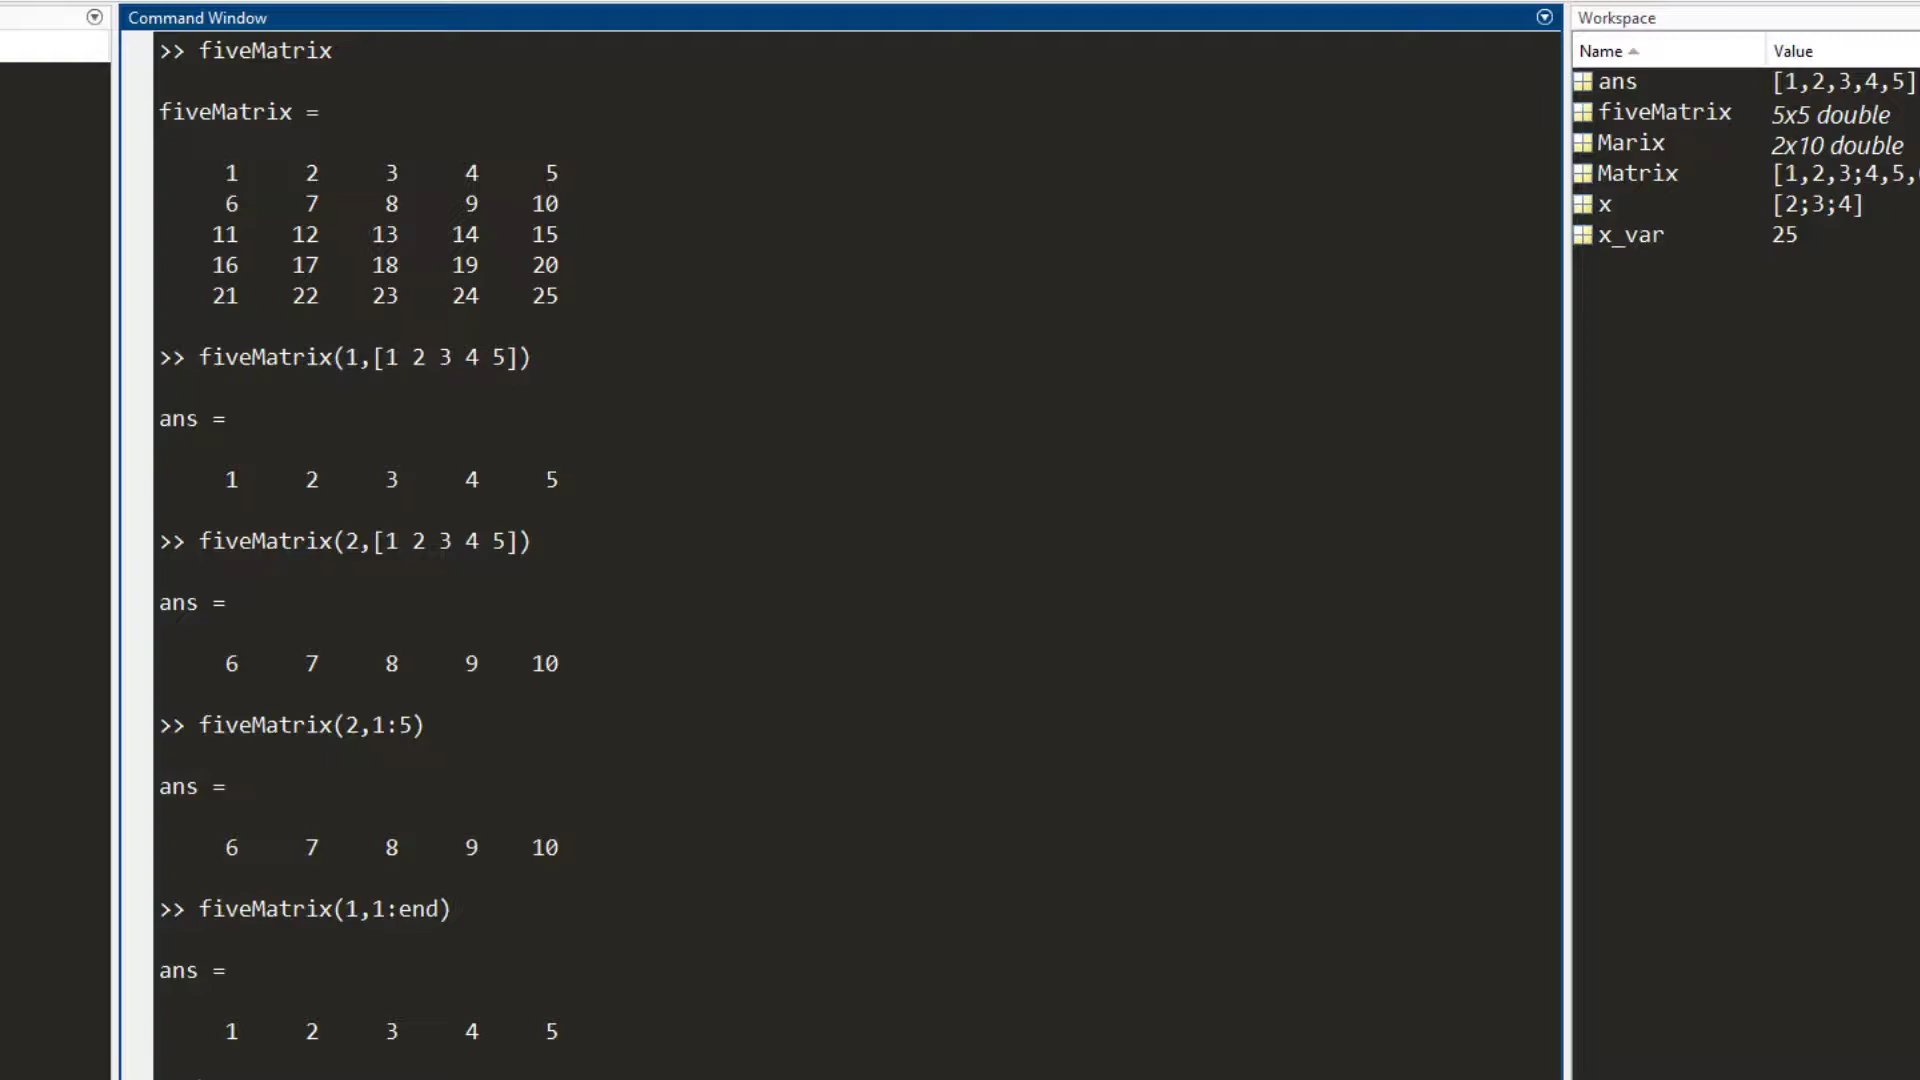 Command Window
>> fiveMatrix
fiveMatrix =
1 2 3 4 5
6 7 8 9 10
11 12 13 14 15
16 17 18 19 20
21 22 23 24 25
>> fiveMatrix(1,[1 2 3 4 5])
ans =
1 2 3 4 5
>> fiveMatrix(2,[1 2 3 4 5])
ans =
6 7 8 9 10
>> fiveMatrix(2,1:5)
ans =
6 7 8 9 10
>> fiveMatrix(1,1:end)
ans =
1 2 3 4 5
Workspace
Name Value
ans [1,2,3,4,5]
fiveMatrix 5x5 double
Marix 2x10 double
Matrix [1,2,3;4,5,
x [2;3;4]
x_var 25